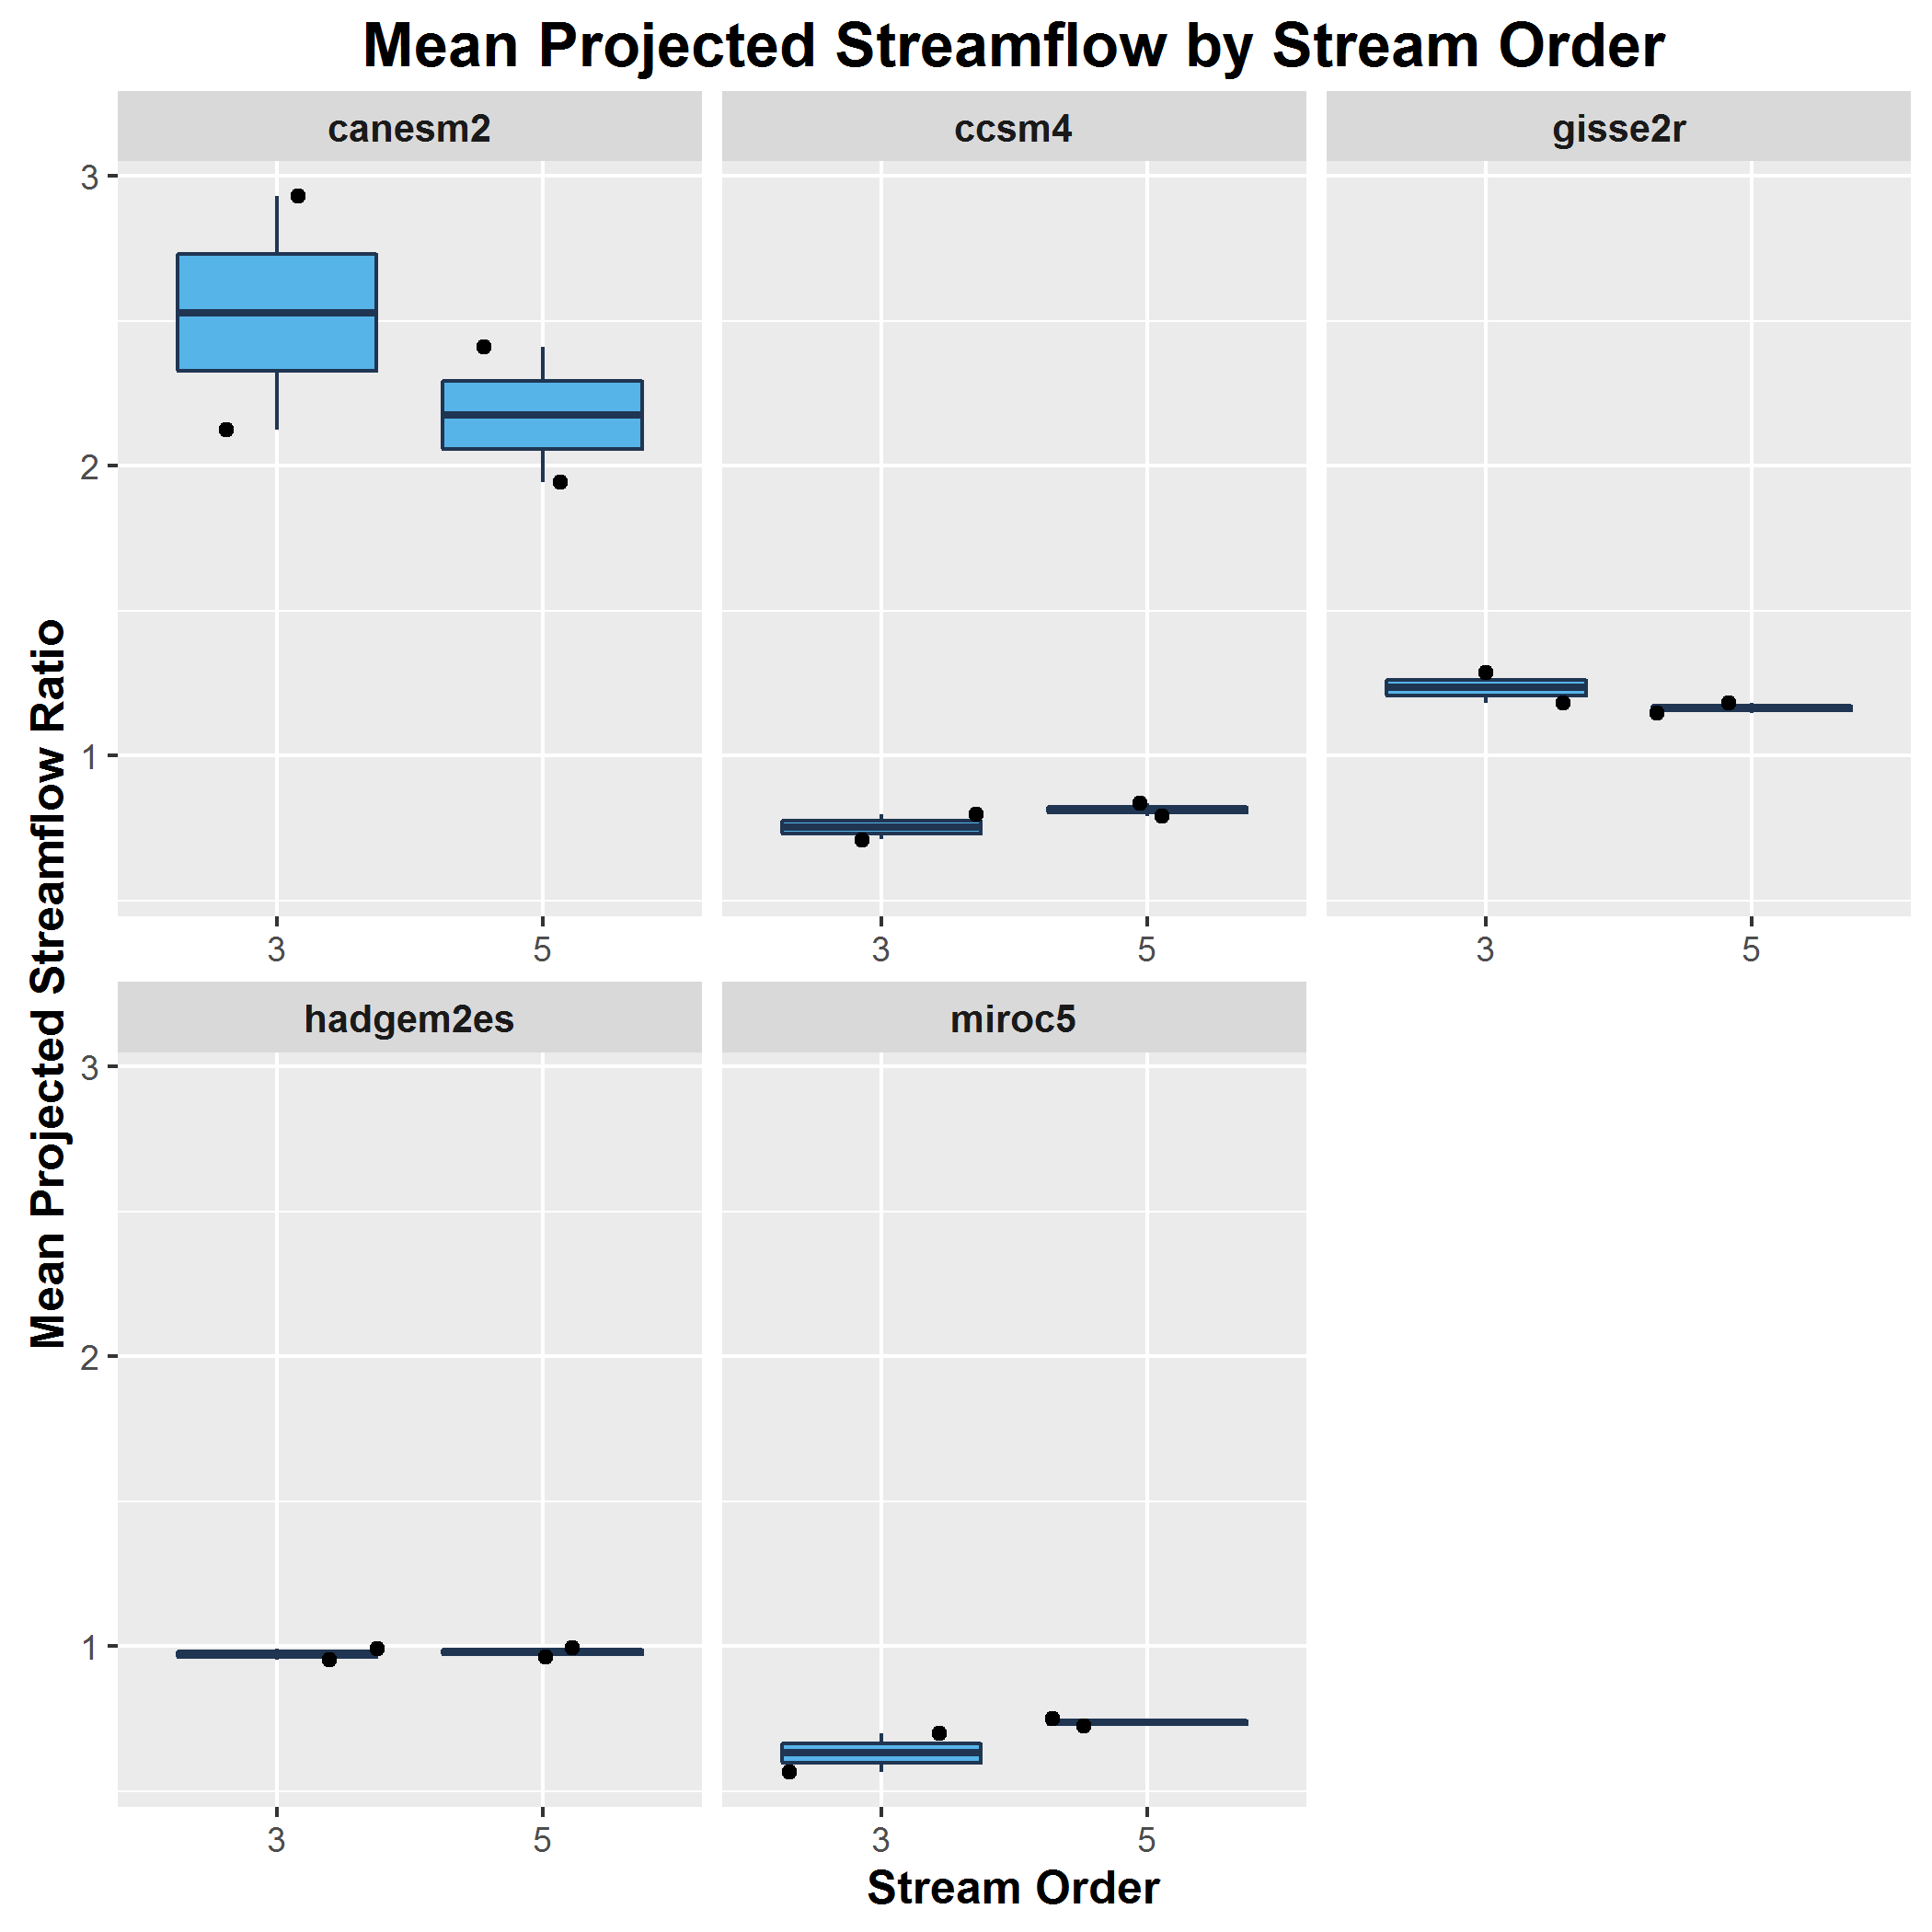 Mean Projected Streamflow by Stream Order
canesm2
ccsm4
gisse2r
3
2
1
3
5
3
5
3
5
hadgem2es
miroc5
3
2
1
3
5
3
5
Mean Projected Streamflow Ratio
Stream Order